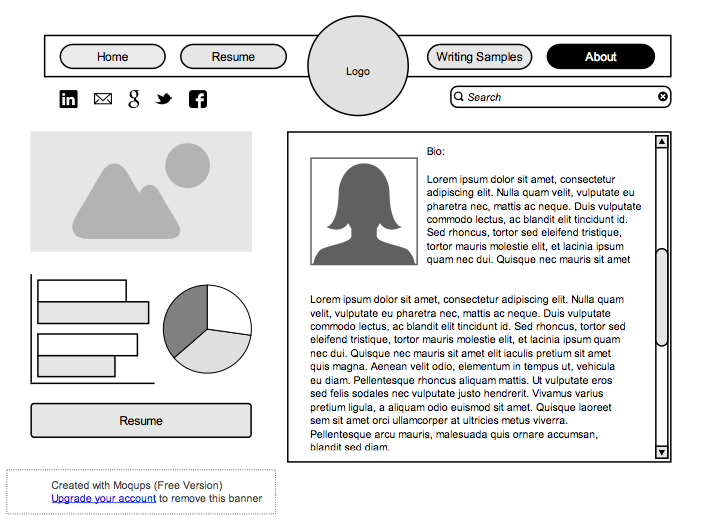 Home
Resume
Logo
Writing Samples
About
Search
Bio:
Lorem ipsum dolor sit amet, consectetur
adipiscing elit. Nulla quam velit, vulputate eu
pharetra nec, mattis ac neque. Duis vulputate
commodo lectus, ac blandit elit tincidunt id.
Sed rhoncus, tortor sed eleifend tristique,
tortor mauris molestie elit, et lacinia ipsum
quam nec dui. Quisque nec mauris sit amet
Lorem ipsum dolor sit amet, consectetur adipiscing elit. Nulla quam
velit, vulputate eu pharetra nec, mattis ac neque. Duis vulputate
commodo lectus, ac blandit elit tincidunt id. Sed rhoncus, tortor sed
eleifend tristique, tortor mauris molestie elit, et lacinia ipsum quam
nec dui. Quisque nec mauris sit amet elit iaculis pretium sit amet
quis magna. Aenean velit odio, elementum in tempus ut, vehicula
eu diam. Pellentesque rhoncus aliquam mattis. Ut vulputate eros
sed felis sodales nec vulputate justo hendrerit. Vivamus varius
pretium ligula, a aliquam odio euismod sit amet. Quisque laoreet
sem sit amet orci ullamcorper at ultricies metus viverra.
Pellentesque arcu mauris, malesuada quis ornare accumsan,
blandit sed diam.
Resume
Created with Moqups (Free Version)
Upgrade your account to remove this banner